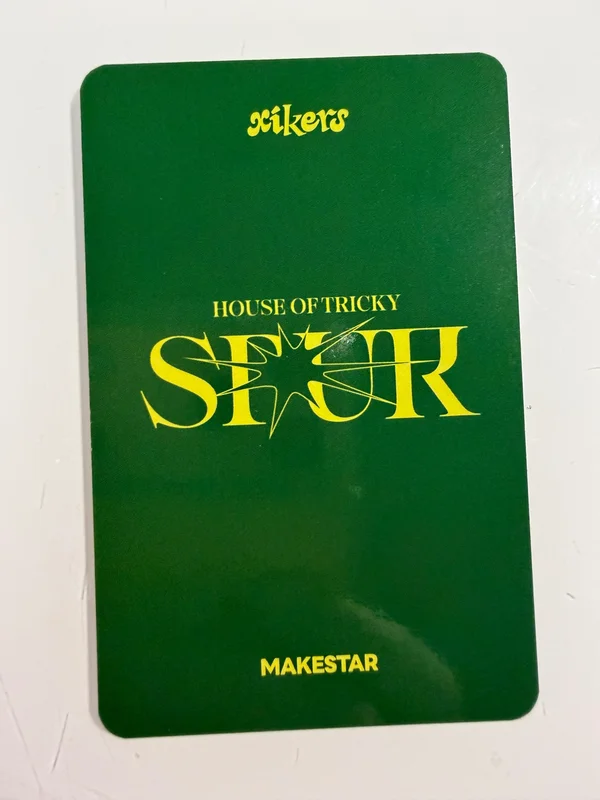 xikers
HOUSE OF TRICKY
SPUR
MAKESTAR